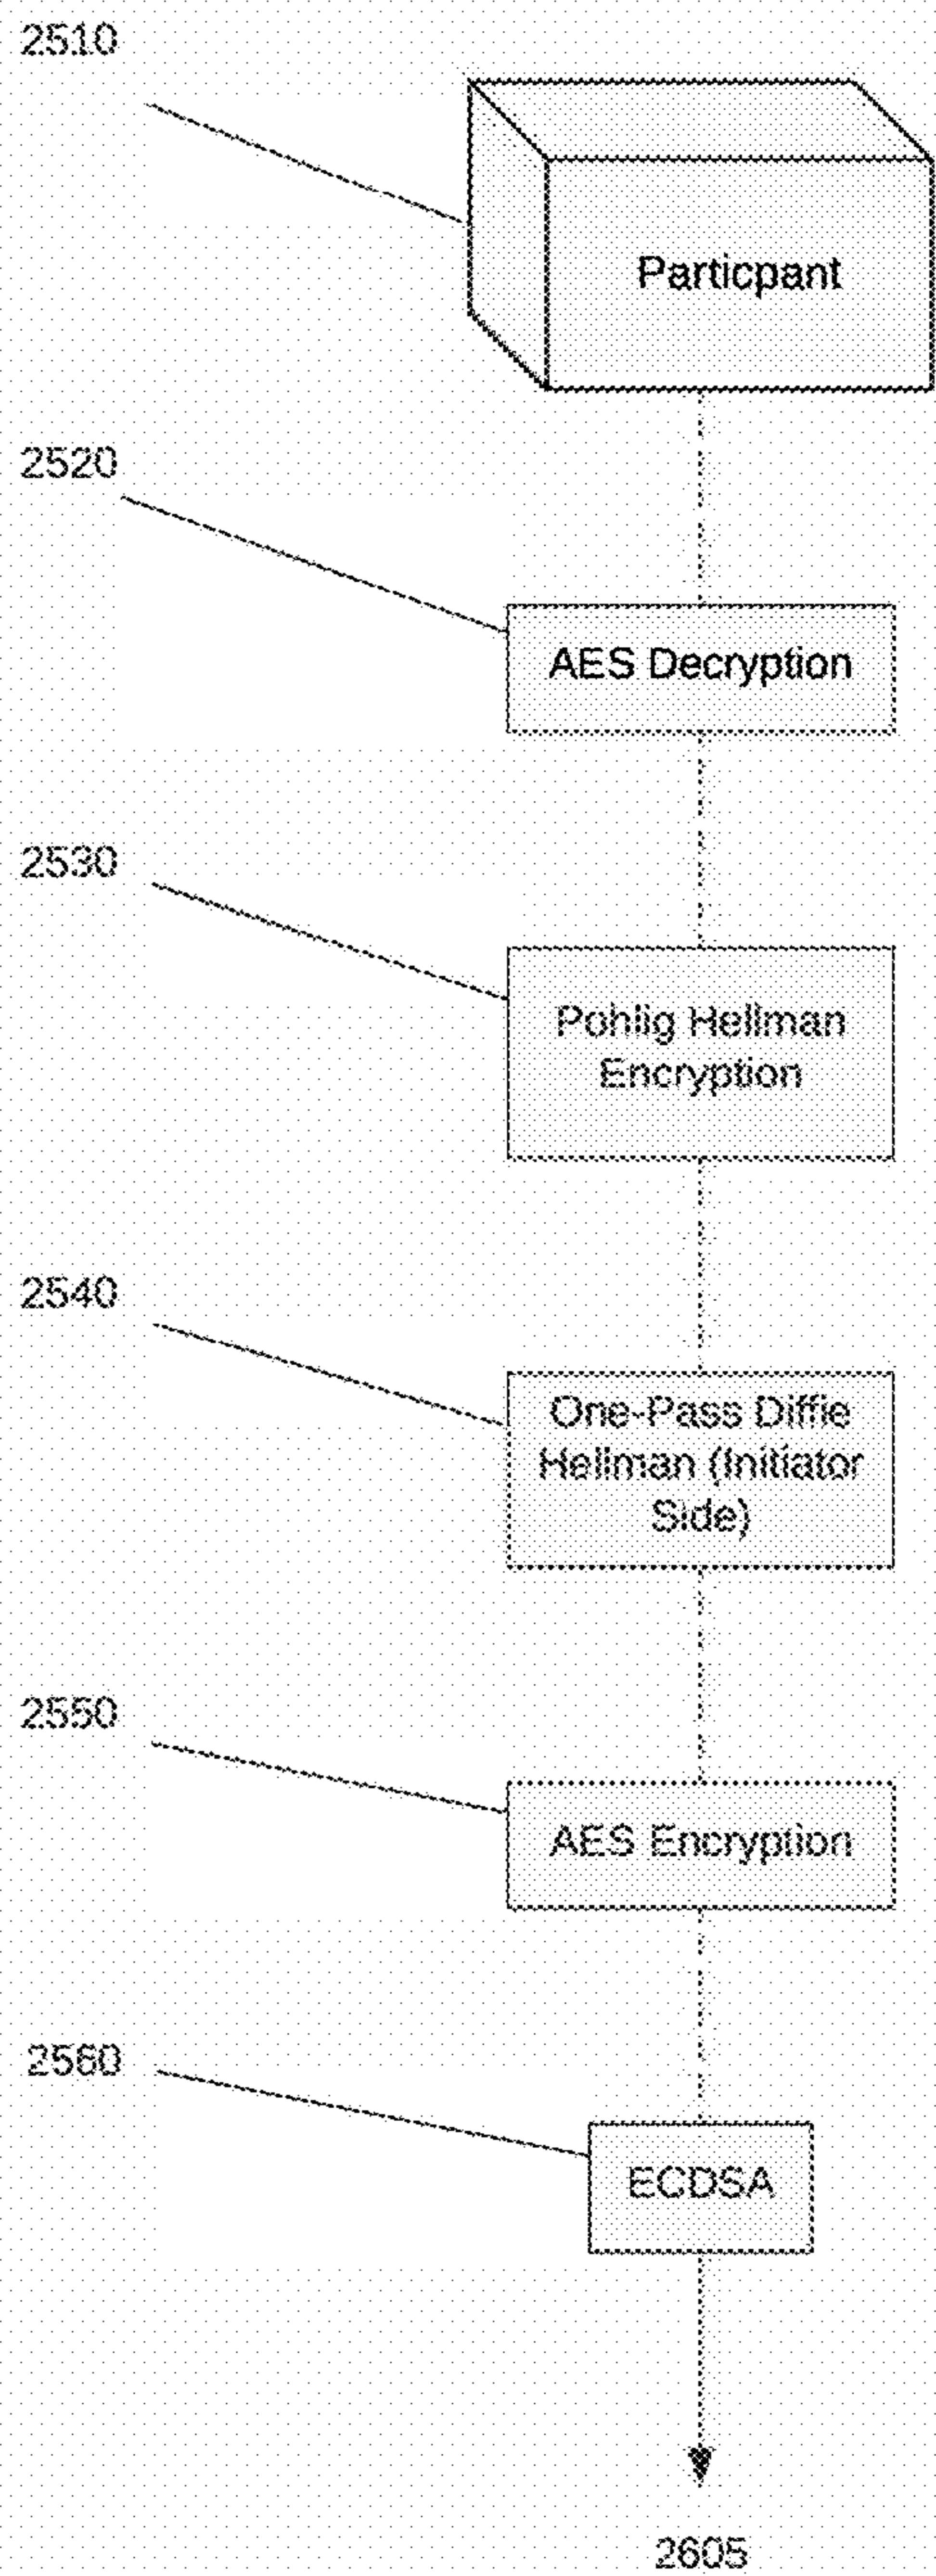 2510
Particpant
2520
AES Decryption
2530
Pohlig Hellman
Encryption
2540
One-Pass Diffie
Hellman (Initiator
Side)
2550
AES Encryption
2560
ECDSA
2605